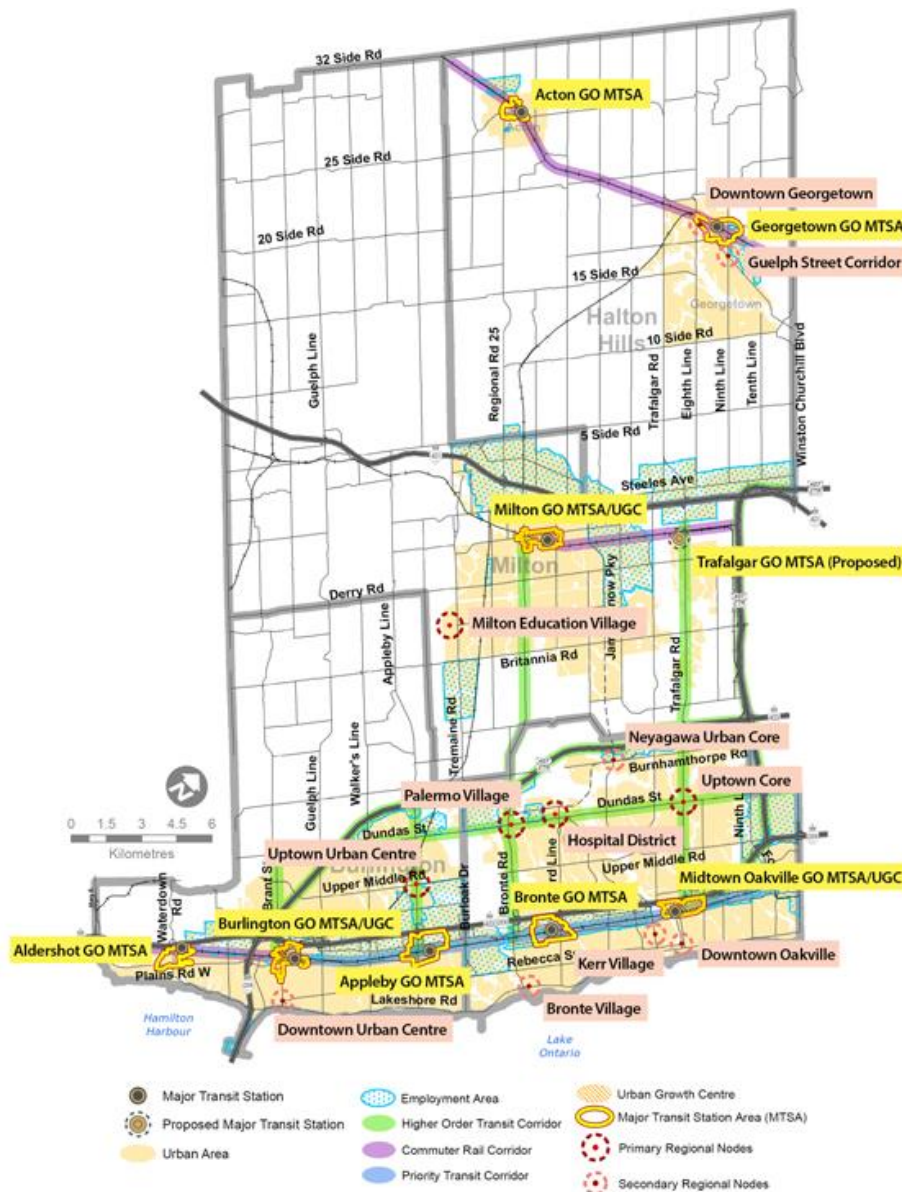 32 Side Rd
Acton GO MTSA
Acton
25 Side Rd
Downtown Georgetown
Georgetown GO MTSA
20 Side Rd
Guelph Street Corridor
15 Side Rd
Georgetown
Halton
Hills
10 Side Rd
Guelph Line
Regional Rd 25
Trafalgar Rd
Eighth Line
Ninth Line
Tenth Line
Winston Churchill Blvd
5 Side Rd
Steeles Ave
Milton GO MTSA/UGC
Milton
Trafalgar GO MTSA (Proposed)
Derry Rd
Milton Education Village
Appleby Line
Britannia Rd
Trafalgar Rd
Tremaine Rd
Neyagawa Urban Core
Burnhamthorpe Rd
Walker's Line
Guelph Line
N
Palermo Village
Uptown Core
Dundas St
0 1.5 3 4.5 6
Kilometres
Dundas St
Hospital District
Uptown Urban Centre
Upper Middle Rd
Upper Middle Rd
Bronte Rd
Burloak Dr
Midtown Oakville GO MTSA/UGC
Bronte GO MTSA
Waterdown
Rd
Burlington GO MTSA/UGC
Aldershot GO MTSA
Plains Rd W
Appleby GO MTSA
Kerr Village
Downtown Oakville
Lakeshore Rd
Bronte Village
Hamilton
Harbour
Downtown Urban Centre
Lake
Ontario
Major Transit Station
Proposed Major Transit Station
Urban Area
Employment Area
Higher Order Transit Corridor
Commuter Rail Corridor
Priority Transit Corridor
Urban Growth Centre
Major Transit Station Area (MTSA)
Primary Regional Nodes
Secondary Regional Nodes